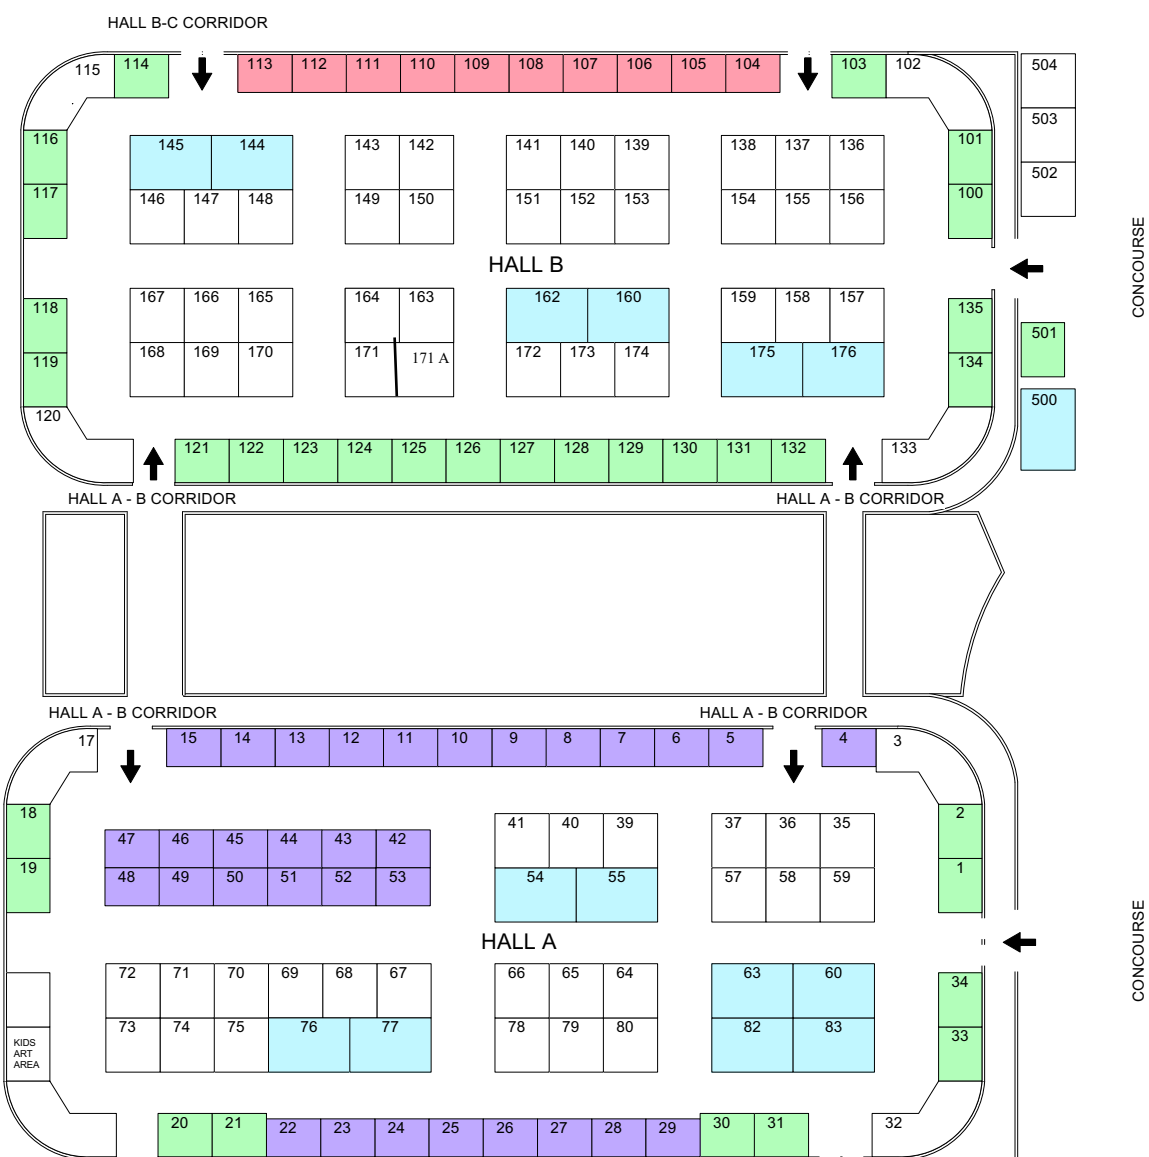 HALL B-C CORRIDOR
115 114 113 112 111 110 109 108 107 106 105 104 103 102 504
503
116 145 144 143 142 141 140 139 138 137 136 101
502
117 146 147 148 149 150 151 152 153 154 155 156 100
CONCOURSE
HALL B
167 166 165 164 163 162 160 159 158 157
118 135
501
168 169 170 171 171 A 172 173 174 175 176
119 134
500
120
121 122 123 124 125 126 127 128 129 130 131 132 133
HALL A - B CORRIDOR HALL A - B CORRIDOR
HALL A - B CORRIDOR HALL A - B CORRIDOR
17 15 14 13 12 11 10 9 8 7 6 5 4 3
18 2
41 40 39 37 36 35
47 46 45 44 43 42
19 1
48 49 50 51 52 53 54 55 57 58 59
CONCOURSE
HALL A
72 71 70 69 68 67 66 65 64 63 60
34
73 74 75 76 77 78 79 80 82 83
33
KIDS
ART
AREA
20 21 22 23 24 25 26 27 28 29 30 31 32